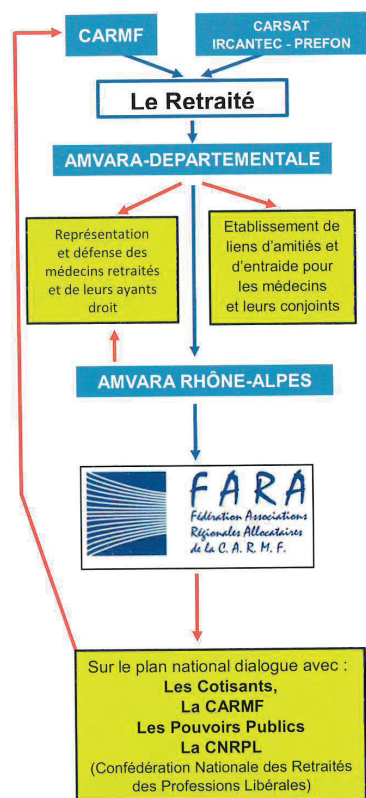 CARMF
CARSAT
IRCANTEC - PREFON
Le Retraité
AMVARA-DEPARTEMENTALE
Représentation
et défense des
médecins retraités
et de leurs ayants
droit
Etablissement de
liens d'amitiés et
d'entraide pour
les médecins
et leurs conjoints
AMVARA RHÔNE-ALPES
FARA
Fédération Associations
Régionales Allocataires
de la C. A. R. M. F.
Sur le plan national dialogue avec :
Les Cotisants,
La CARMF
Les Pouvoirs Publics
La CNRPL
(Confédération Nationale des Retraités
des Professions Libérales)